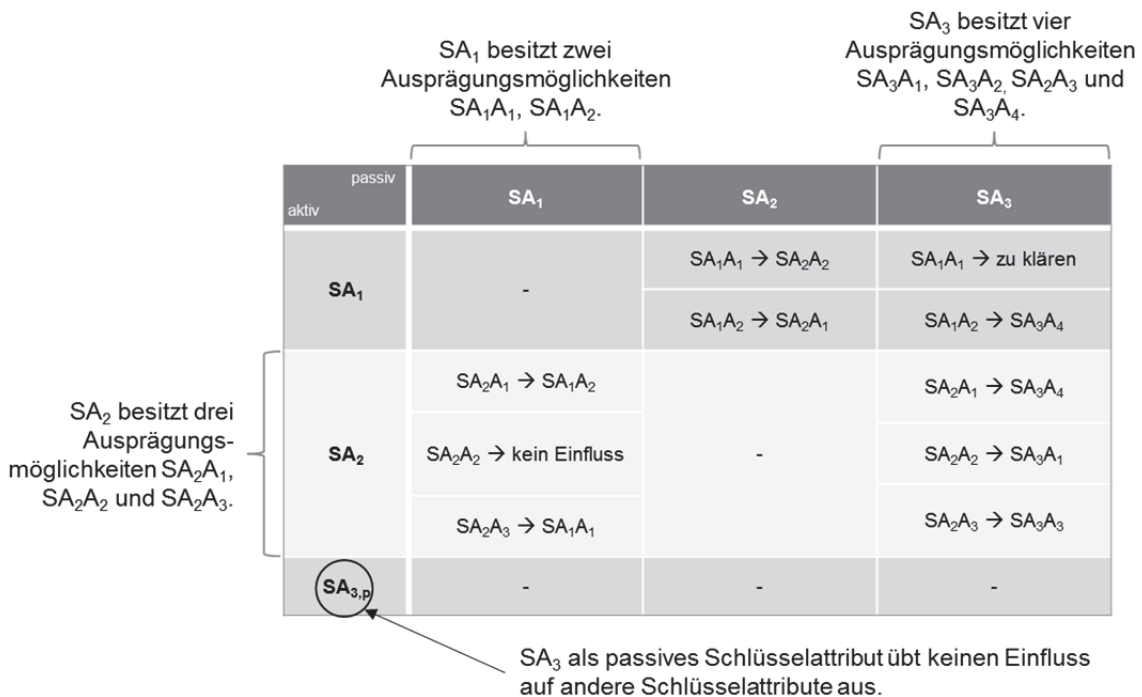 SA₁ besitzt zwei
Ausprägungsmöglichkeiten
SA₁A₁, SA₁A₂.
SA₃ besitzt vier
Ausprägungsmöglichkeiten
SA₃A₁, SA₃A₂, SA₂A₃ und
SA₃A₄.
passiv
aktiv
SA₁
SA₂
SA₃
SA₁
-
SA₁A₁ → SA₂A₂
SA₁A₁ → zu klären
SA₁A₂ → SA₂A₁
SA₁A₂ → SA₃A₄
SA₂ besitzt drei
Ausprägungs-
möglichkeiten SA₂A₁,
SA₂A₂ und SA₂A₃.
SA₂
SA₂A₁ → SA₁A₂
-
SA₂A₁ → SA₃A₄
SA₂A₂ → kein Einfluss
SA₂A₂ → SA₃A₁
SA₂A₃ → SA₁A₁
SA₂A₃ → SA₃A₃
SA₃,ₚ
-
-
-
SA₃ als passives Schlüsselattribut übt keinen Einfluss
auf andere Schlüsselattribute aus.